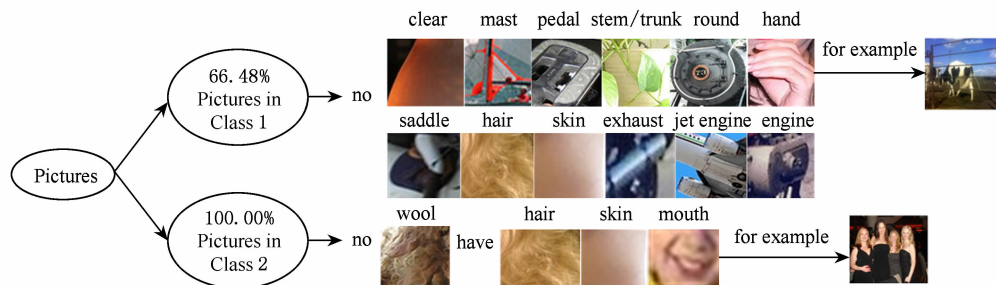 clear mast pedal stem/trunk round hand
for example
66.48%
Pictures in
Class 1
no
saddle hair skin exhaust jet engine engine
Pictures
100.00%
Pictures in
Class 2
no
wool have hair skin mouth
for example